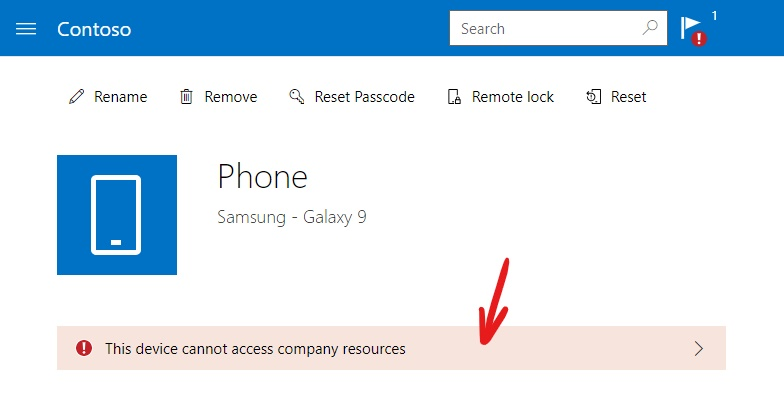 Contoso
Search
1
Rename
Remove
Reset Passcode
Remote lock
Reset
Phone
Samsung - Galaxy 9
This device cannot access company resources